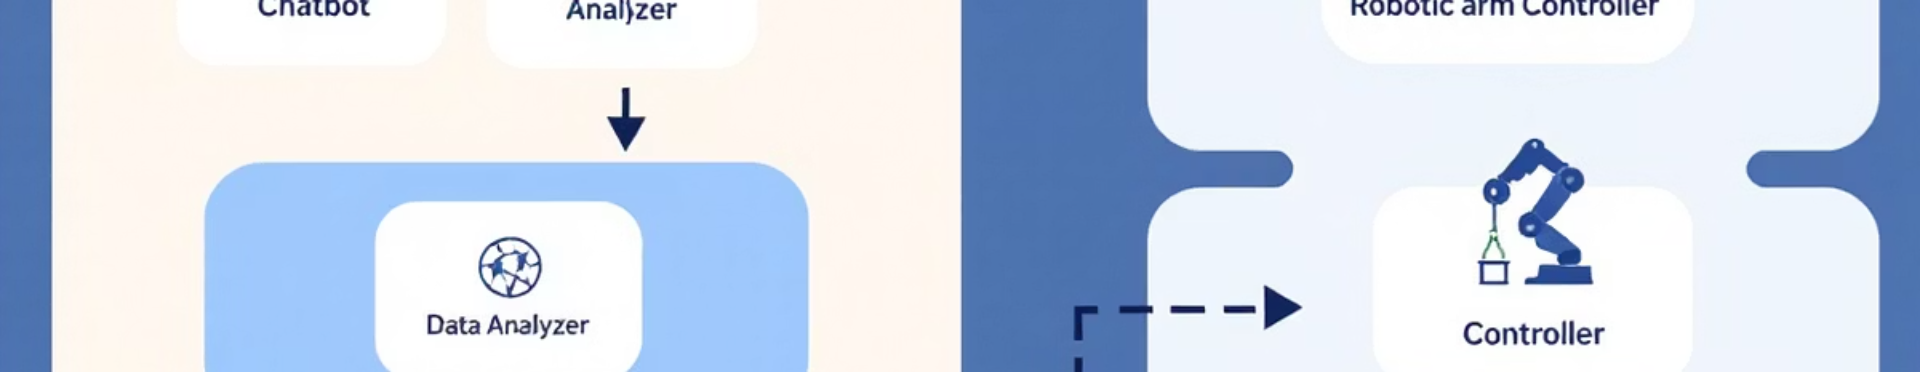 Chatbot
Analyzer
Robotic arm Controller
Data Analyzer
Controller